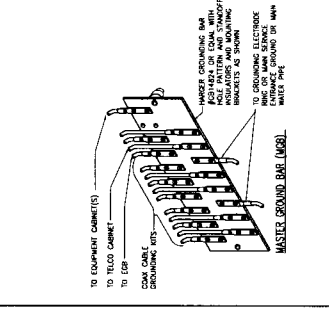 TO EQUIPMENT CABINET(S)
TO TELCO CABINET
TO EGB
COAX CABLE
GROUNDING KITS
HARGER GROUNDING BAR
#GB14B24 OR EQUAL WITH
HOLE PATTERN AND STANDOFF
INSULATORS AND MOUNTING
BRACKETS AS SHOWN
TO GROUNDING ELECTRODE
RING OR MAIN SERVICE
ENTRANCE GROUND OR MAIN
WATER PIPE
MASTER GROUND BAR (MGB)